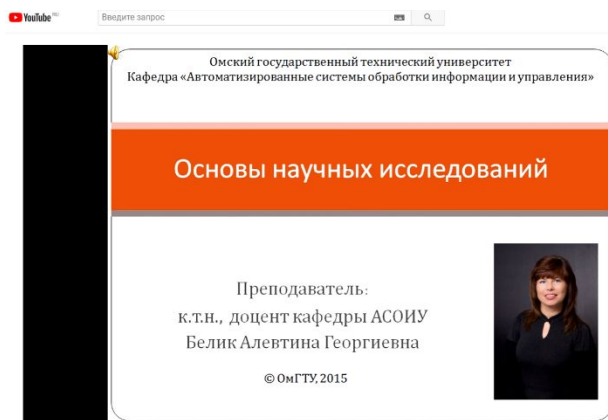 YouTube RU
Введите запрос
Омский государственный технический университет
Кафедра «Автоматизированные системы обработки информации и управления»
Основы научных исследований
Преподаватель:
к.т.н., доцент кафедры АСОИУ
Белик Алевтина Георгиевна
© ОмГТУ, 2015